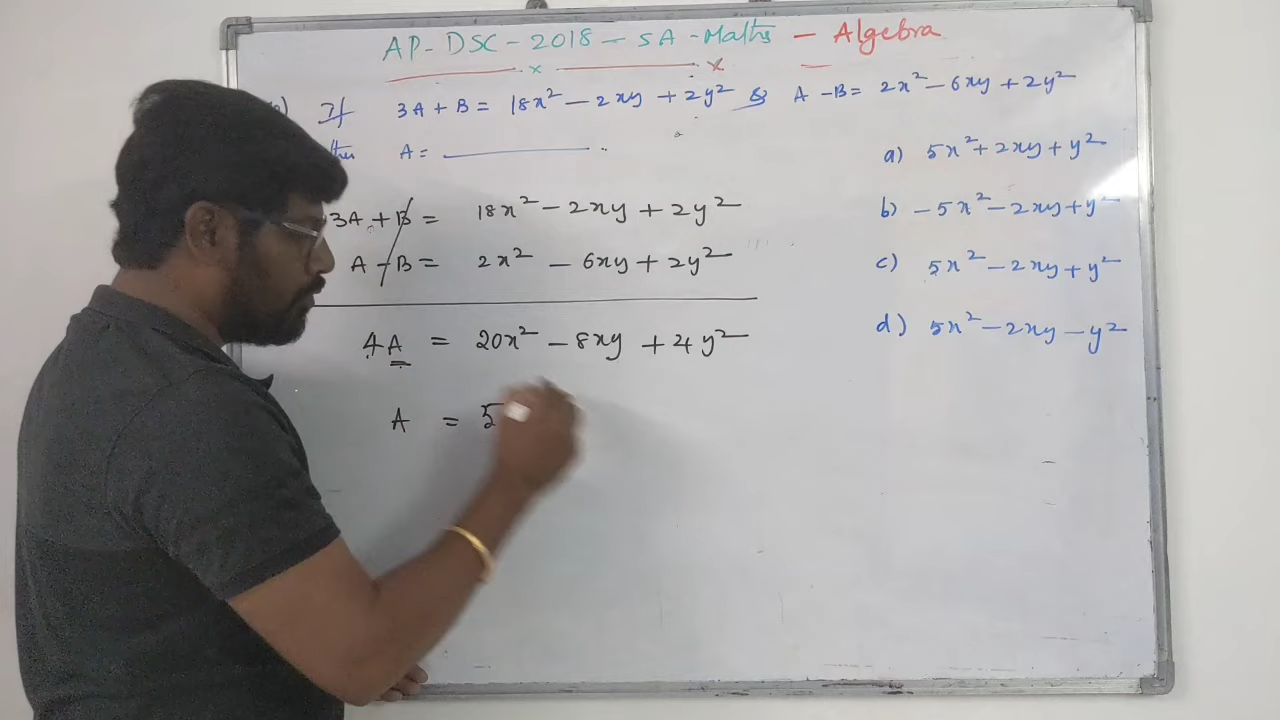 AP-DSC-2018-SA-Maths - Algebra
If 3A + B = 18x² - 2xy + 2y² & A - B = 2x² - 6xy + 2y²
A = ________ .
a) 5x² + 2xy + y²
b) -5x² - 2xy + y²
c) 5x² - 2xy + y²
d) 5x² - 2xy - y²
3A + B = 18x² - 2xy + 2y²
A - B = 2x² - 6xy + 2y²
4A = 20x² - 8xy + 4y²
A = 5